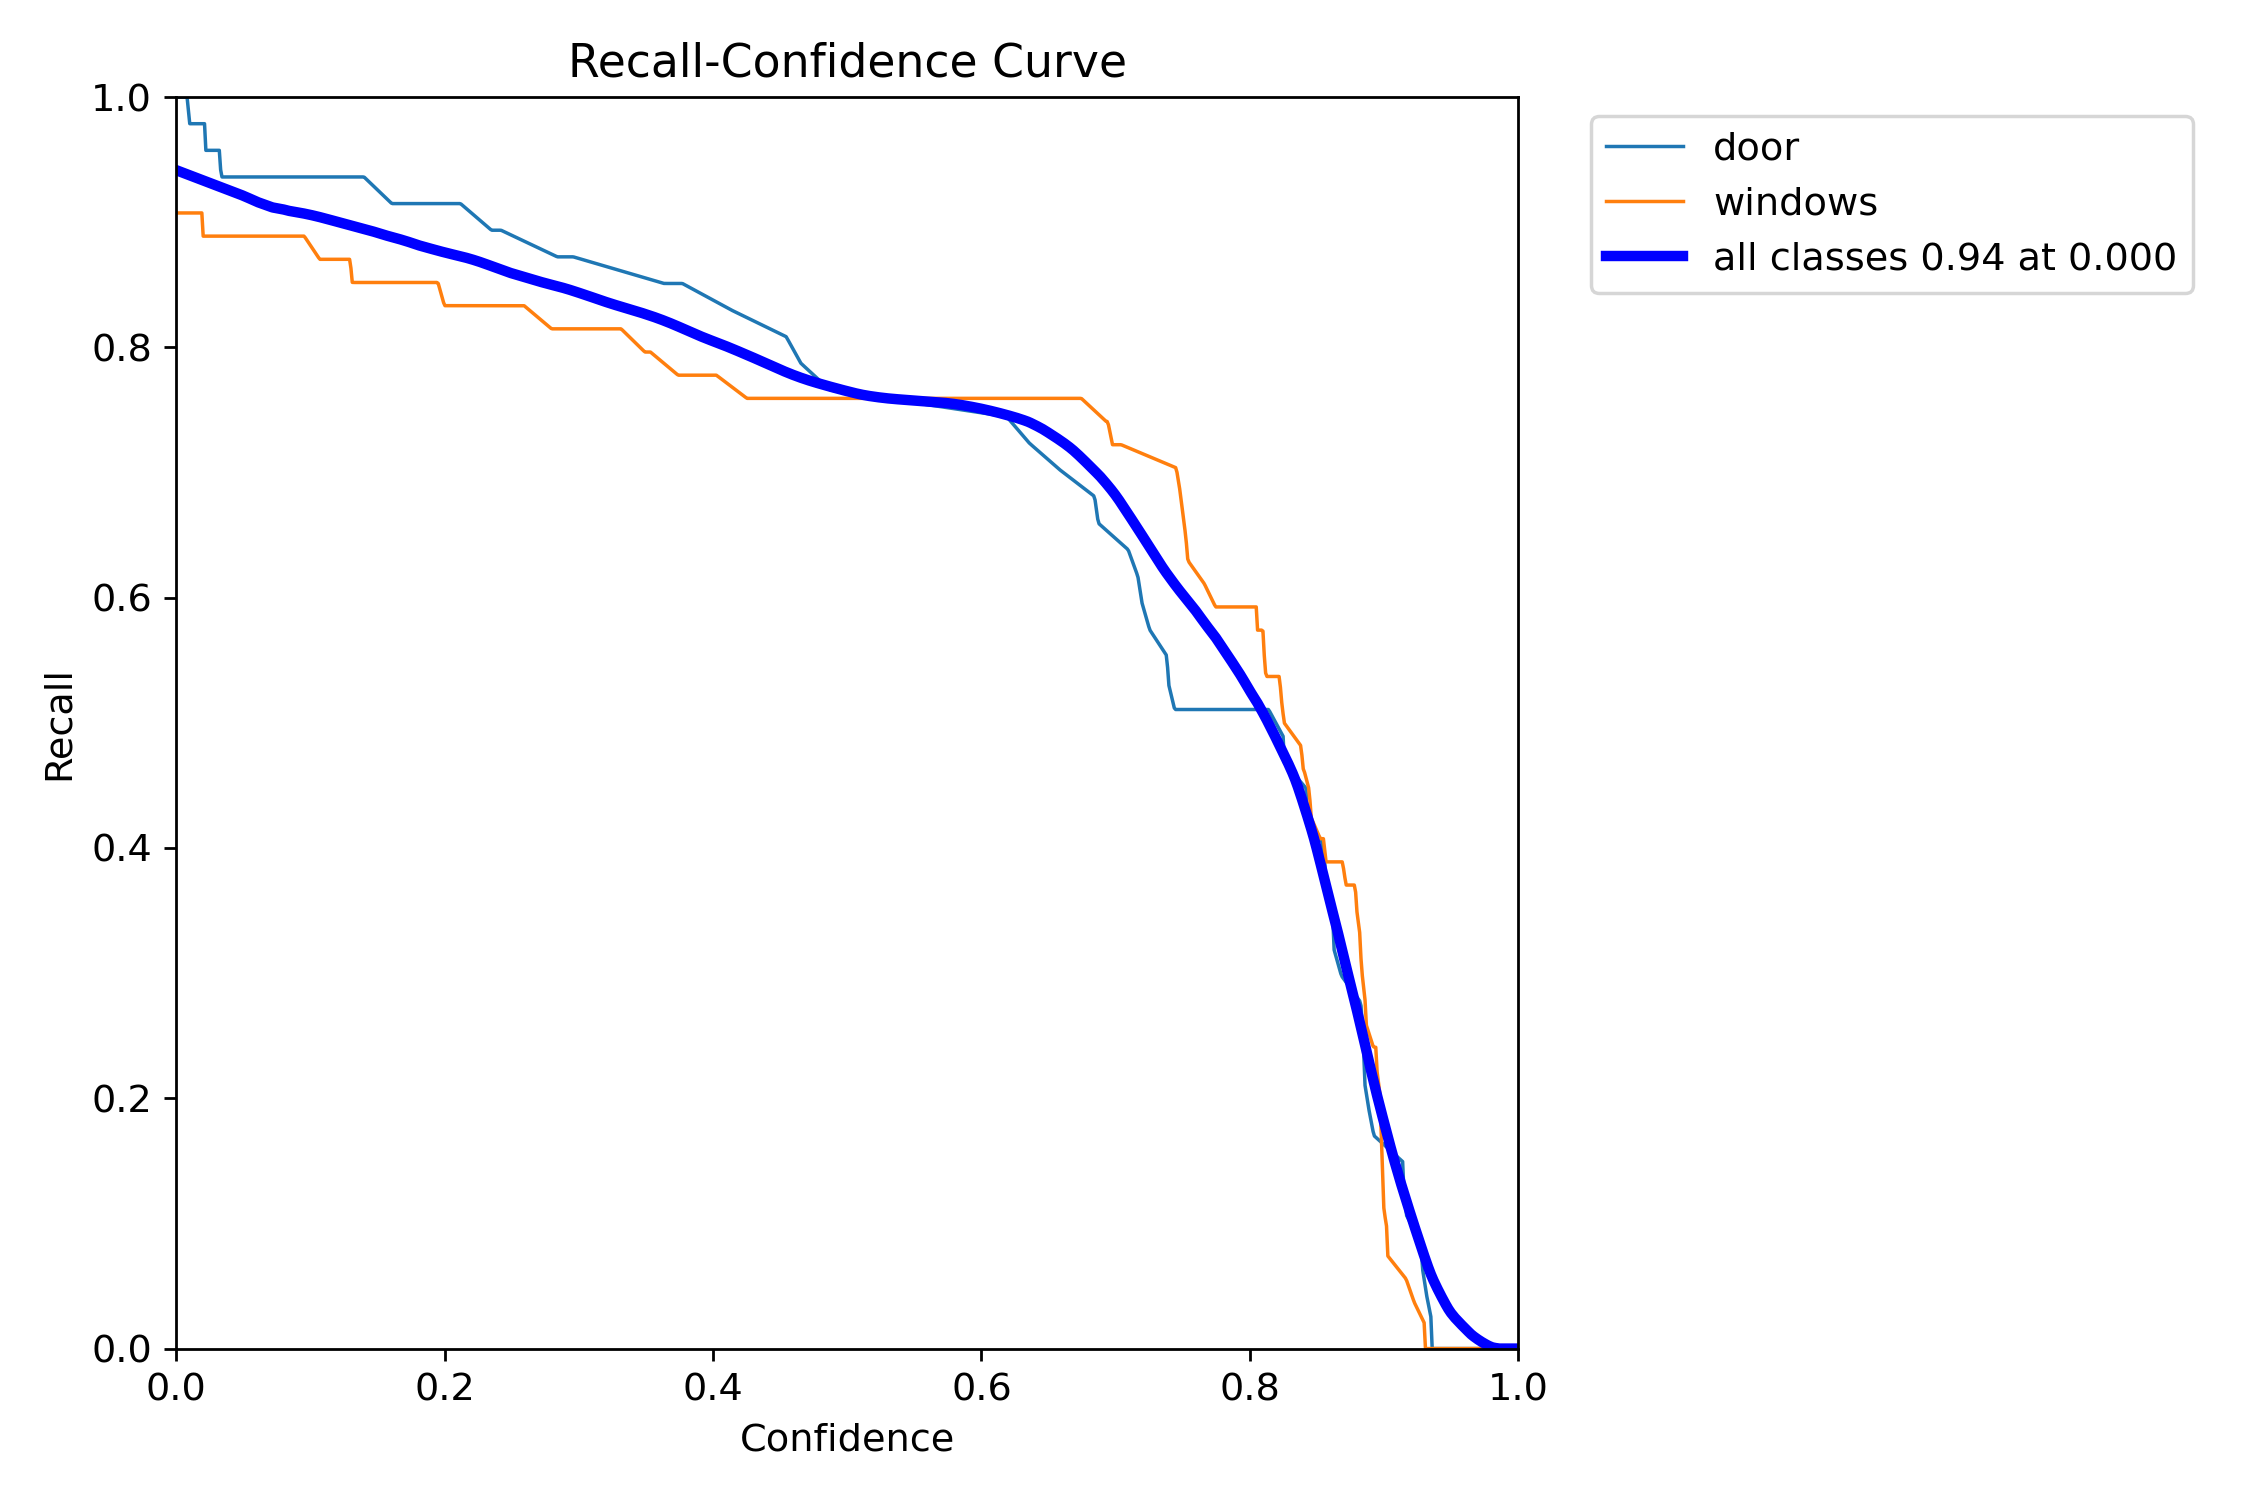 Recall-Confidence Curve
1.0
0.8
0.6
0.4
0.2
0.0
Recall
0.0 0.2 0.4 0.6 0.8 1.0
Confidence
door
windows
all classes 0.94 at 0.000